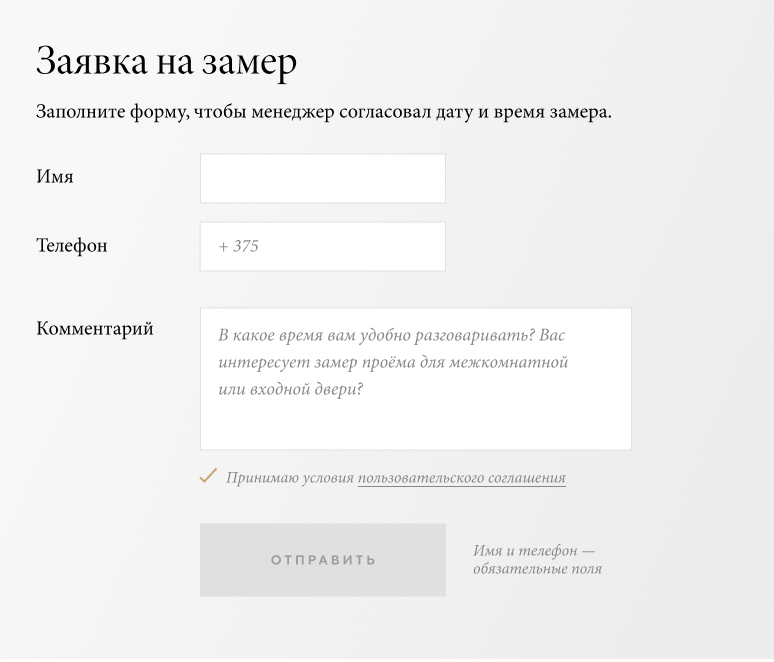 Заявка на замер
Заполните форму, чтобы менеджер согласовал дату и время замера.
Имя
Телефон
+ 375
Комментарий
В какое время вам удобно разговаривать? Вас
интересует замер проёма для межкомнатной
или входной двери?
Принимаю условия пользовательского соглашения
ОТПРАВИТЬ
Имя и телефон —
обязательные поля